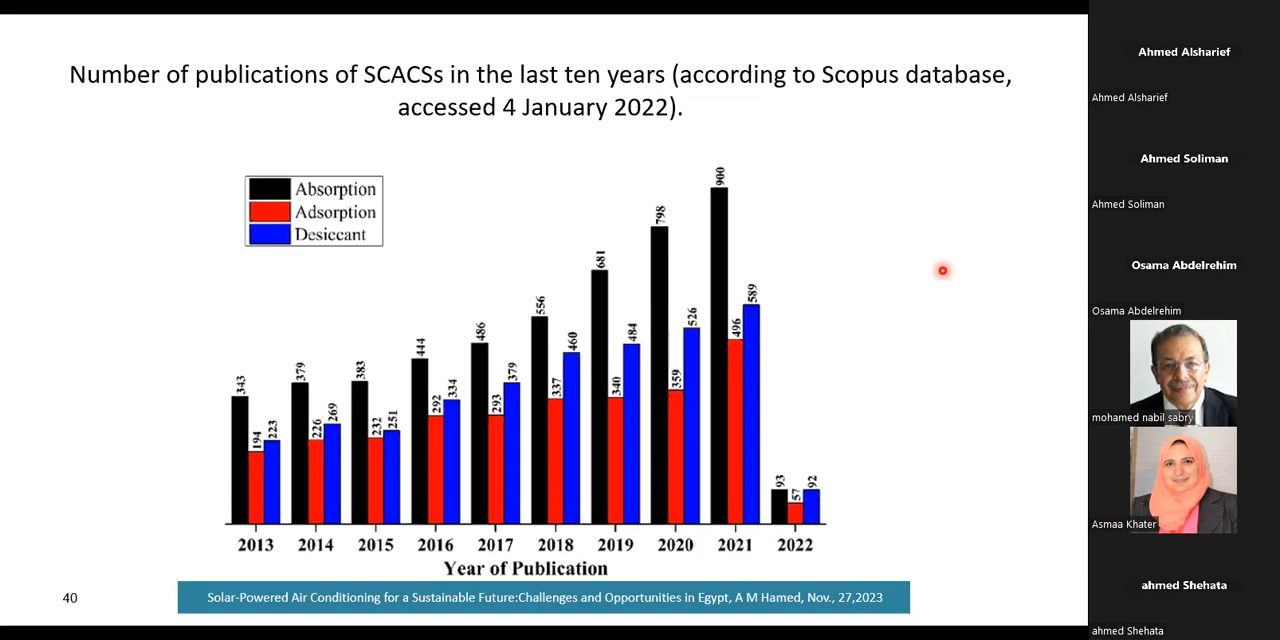 Number of publications of SCACSs in the last ten years (according to Scopus database,
accessed 4 January 2022).
Absorption
Adsorption
Desiccant
343
194
223
379
226
269
383
232
251
444
292
334
486
293
379
556
337
460
681
340
484
798
359
526
900
496
589
93
57
92
2013 2014 2015 2016 2017 2018 2019 2020 2021 2022
Year of Publication
40
Solar-Powered Air Conditioning for a Sustainable Future:Challenges and Opportunities in Egypt, A M Hamed, Nov., 27,2023
Ahmed Alsharief
Ahmed Alsharief
Ahmed Soliman
Ahmed Soliman
Osama Abdelrehim
Osama Abdelrehim
mohamed nabil sabry
Asmaa Khater
ahmed Shehata
ahmed Shehata